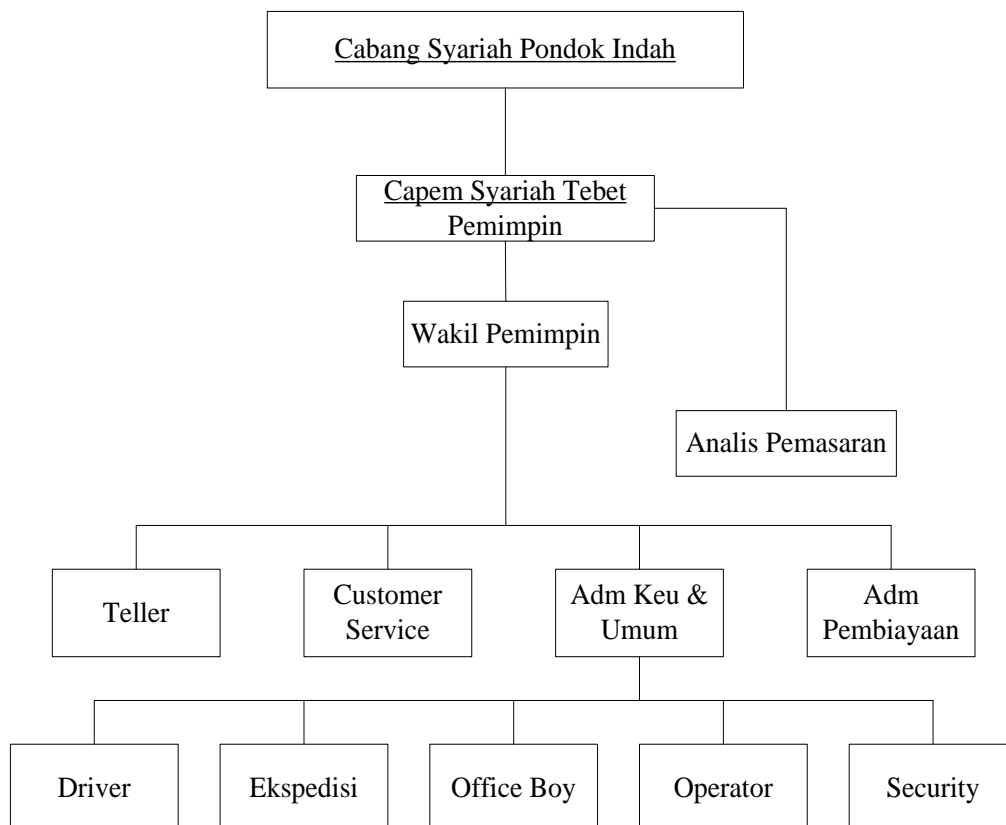 Cabang Syariah Pondok Indah
Capem Syariah Tebet
Pemimpin
Wakil Pemimpin
Analis Pemasaran
Teller
Customer
Service
Adm Keu &
Umum
Adm
Pembiayaan
Driver
Ekspedisi
Office Boy
Operator
Security